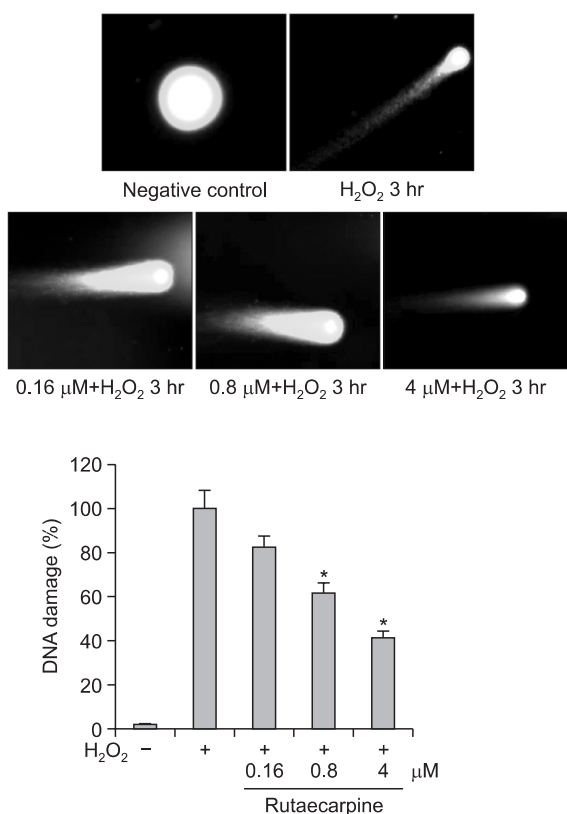 Negative control H₂O₂ 3 hr
0.16 μM+H₂O₂ 3 hr 0.8 μM+H₂O₂ 3 hr 4 μM+H₂O₂ 3 hr
DNA damage (%)
120
100
80
60
40
20
0
* *
H₂O₂ − + + + +
0.16 0.8 4 μM
Rutaecarpine